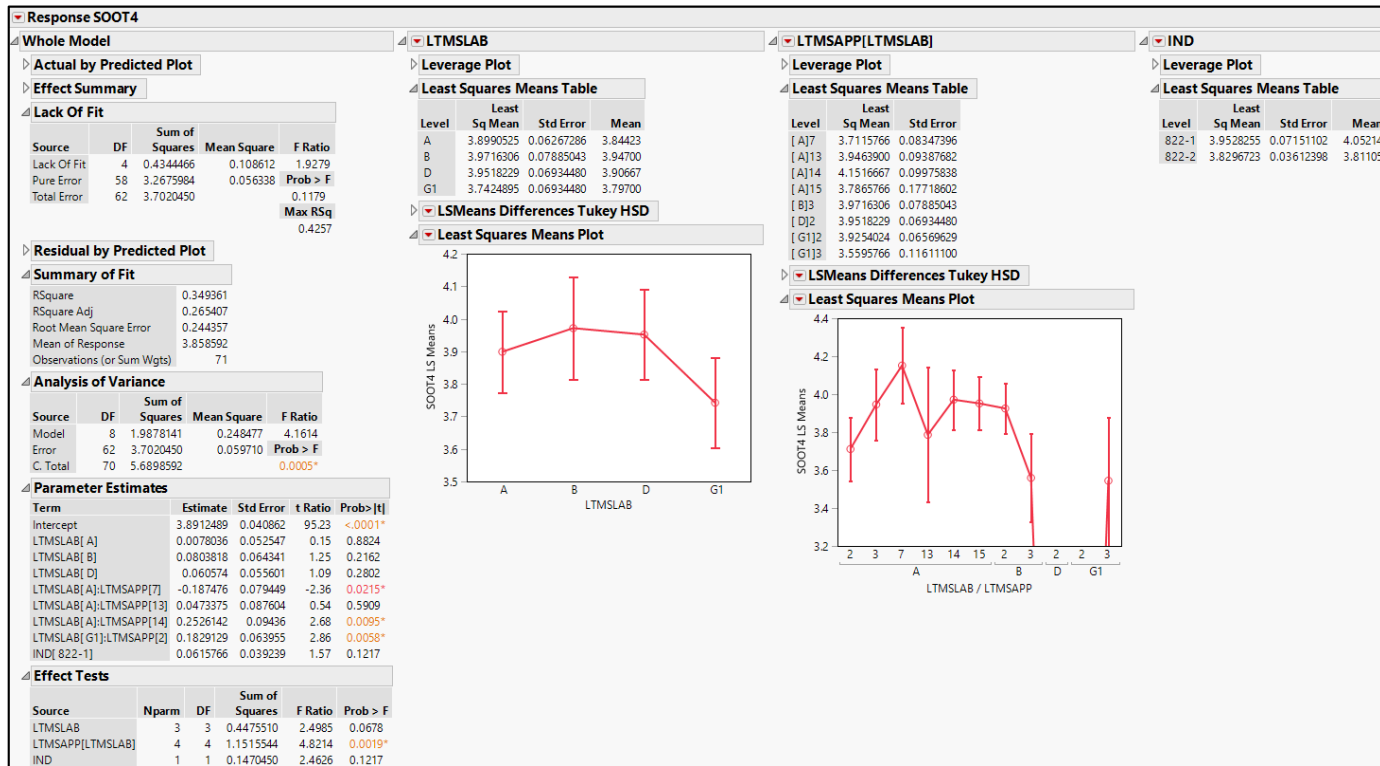 Response SOOT4
Whole Model
Actual by Predicted Plot
Effect Summary
Lack Of Fit
Sum of
Source DF Squares Mean Square F Ratio
Lack Of Fit 4 0.4344466 0.108612 1.9279
Pure Error 58 3.2675984 0.056338 Prob > F
Total Error 62 3.7020450 0.1179
Max RSq
0.4257
Residual by Predicted Plot
Summary of Fit
RSquare 0.349361
RSquare Adj 0.265407
Root Mean Square Error 0.244357
Mean of Response 3.858592
Observations (or Sum Wgts) 71
Analysis of Variance
Sum of
Source DF Squares Mean Square F Ratio
Model 8 1.9878141 0.248477 4.1614
Error 62 3.7020450 0.059710 Prob > F
C. Total 70 5.6898592 0.0005*
Parameter Estimates
Term Estimate Std Error t Ratio Prob>|t|
Intercept 3.8912489 0.040862 95.23 <.0001*
LTMSLAB[ A] 0.0078036 0.052547 0.15 0.8824
LTMSLAB[ B] 0.0803818 0.064341 1.25 0.2162
LTMSLAB[ D] 0.060574 0.055601 1.09 0.2802
LTMSLAB[ A]:LTMSAPP[7] -0.187476 0.079449 -2.36 0.0215*
LTMSLAB[ A]:LTMSAPP[13] 0.0473375 0.087604 0.54 0.5909
LTMSLAB[ A]:LTMSAPP[14] 0.2526142 0.09436 2.68 0.0095*
LTMSLAB[ G1]:LTMSAPP[2] 0.1829129 0.063955 2.86 0.0058*
IND[ 822-1] 0.0615766 0.039239 1.57 0.1217
Effect Tests
Sum of
Source Nparm DF Squares F Ratio Prob > F
LTMSLAB 3 3 0.4475510 2.4985 0.0678
LTMSAPP[LTMSLAB] 4 4 1.1515544 4.8214 0.0019*
IND 1 1 0.1470450 2.4626 0.1217
LTMSLAB
Leverage Plot
Least Squares Means Table
Least
Level Sq Mean Std Error Mean
A 3.8990525 0.06267286 3.84423
B 3.9716306 0.07885043 3.94700
D 3.9518229 0.06934480 3.90667
G1 3.7424895 0.06934480 3.79700
LSMeans Differences Tukey HSD
Least Squares Means Plot
4.2
4.1
4.0
3.9
3.8
3.7
3.6
3.5
SOOT4 LS Means
A B D G1
LTMSLAB
LTMSAPP[LTMSLAB]
Leverage Plot
Least Squares Means Table
Least
Level Sq Mean Std Error
[ A]7 3.7115766 0.08347396
[ A]13 3.9463900 0.09387682
[ A]14 4.1516667 0.09975838
[ A]15 3.7865766 0.17718602
[ B]3 3.9716306 0.07885043
[ D]2 3.9518229 0.06934480
[ G1]2 3.9254024 0.06569629
[ G1]3 3.5595766 0.11611100
LSMeans Differences Tukey HSD
Least Squares Means Plot
4.4
4.2
4.0
3.8
3.6
3.4
3.2
SOOT4 LS Means
2 3 7 13 14 15 2 3 2 2 3
A B D G1
LTMSLAB / LTMSAPP
IND
Leverage Plot
Least Squares Means Table
Least
Level Sq Mean Std Error Mean
822-1 3.9528255 0.07151102 4.05214
822-2 3.8296723 0.03612398 3.81105